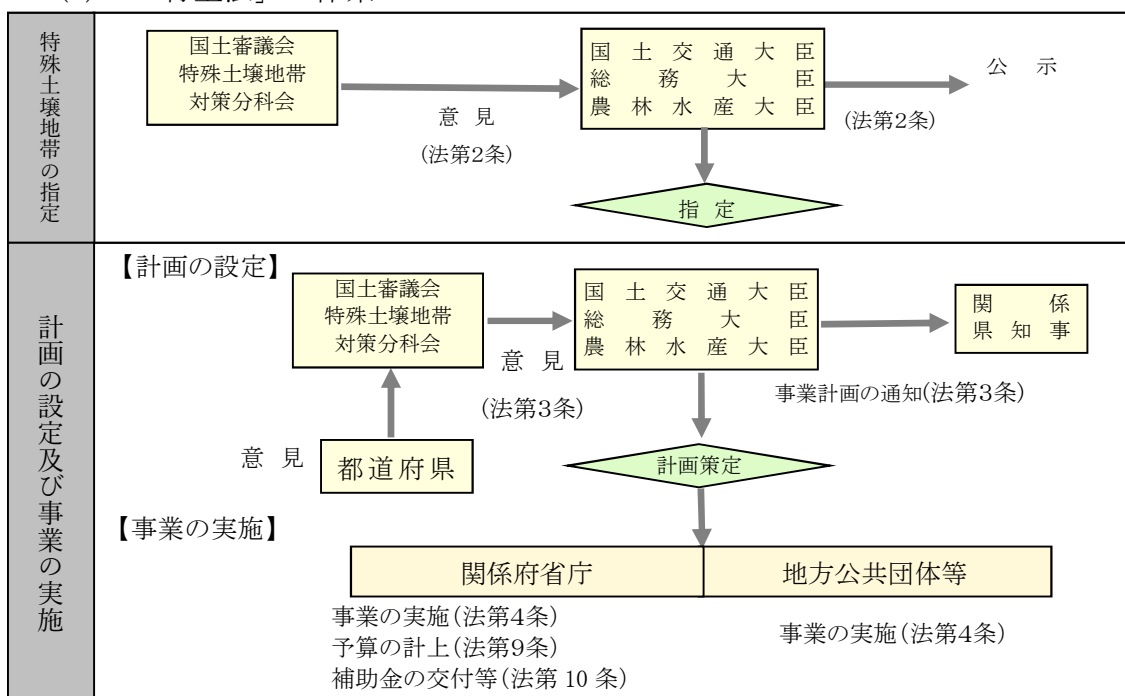 特殊土壌地帯の指定
国土審議会
特殊土壌地帯
対策分科会
意 見
(法第2条)
国土交通大臣
総務大臣
農林水産大臣
(法第2条)
公 示
指 定
計画の設定及び事業の実施
【計画の設定】
国土審議会
特殊土壌地帯
対策分科会
意 見
(法第3条)
国土交通大臣
総務大臣
農林水産大臣
関係
県知事
事業計画の通知(法第3条)
意 見
都道府県
計画策定
【事業の実施】
関係府省庁
地方公共団体等
事業の実施(法第4条)
予算の計上(法第9条)
補助金の交付等(法第 10 条)
事業の実施(法第4条)